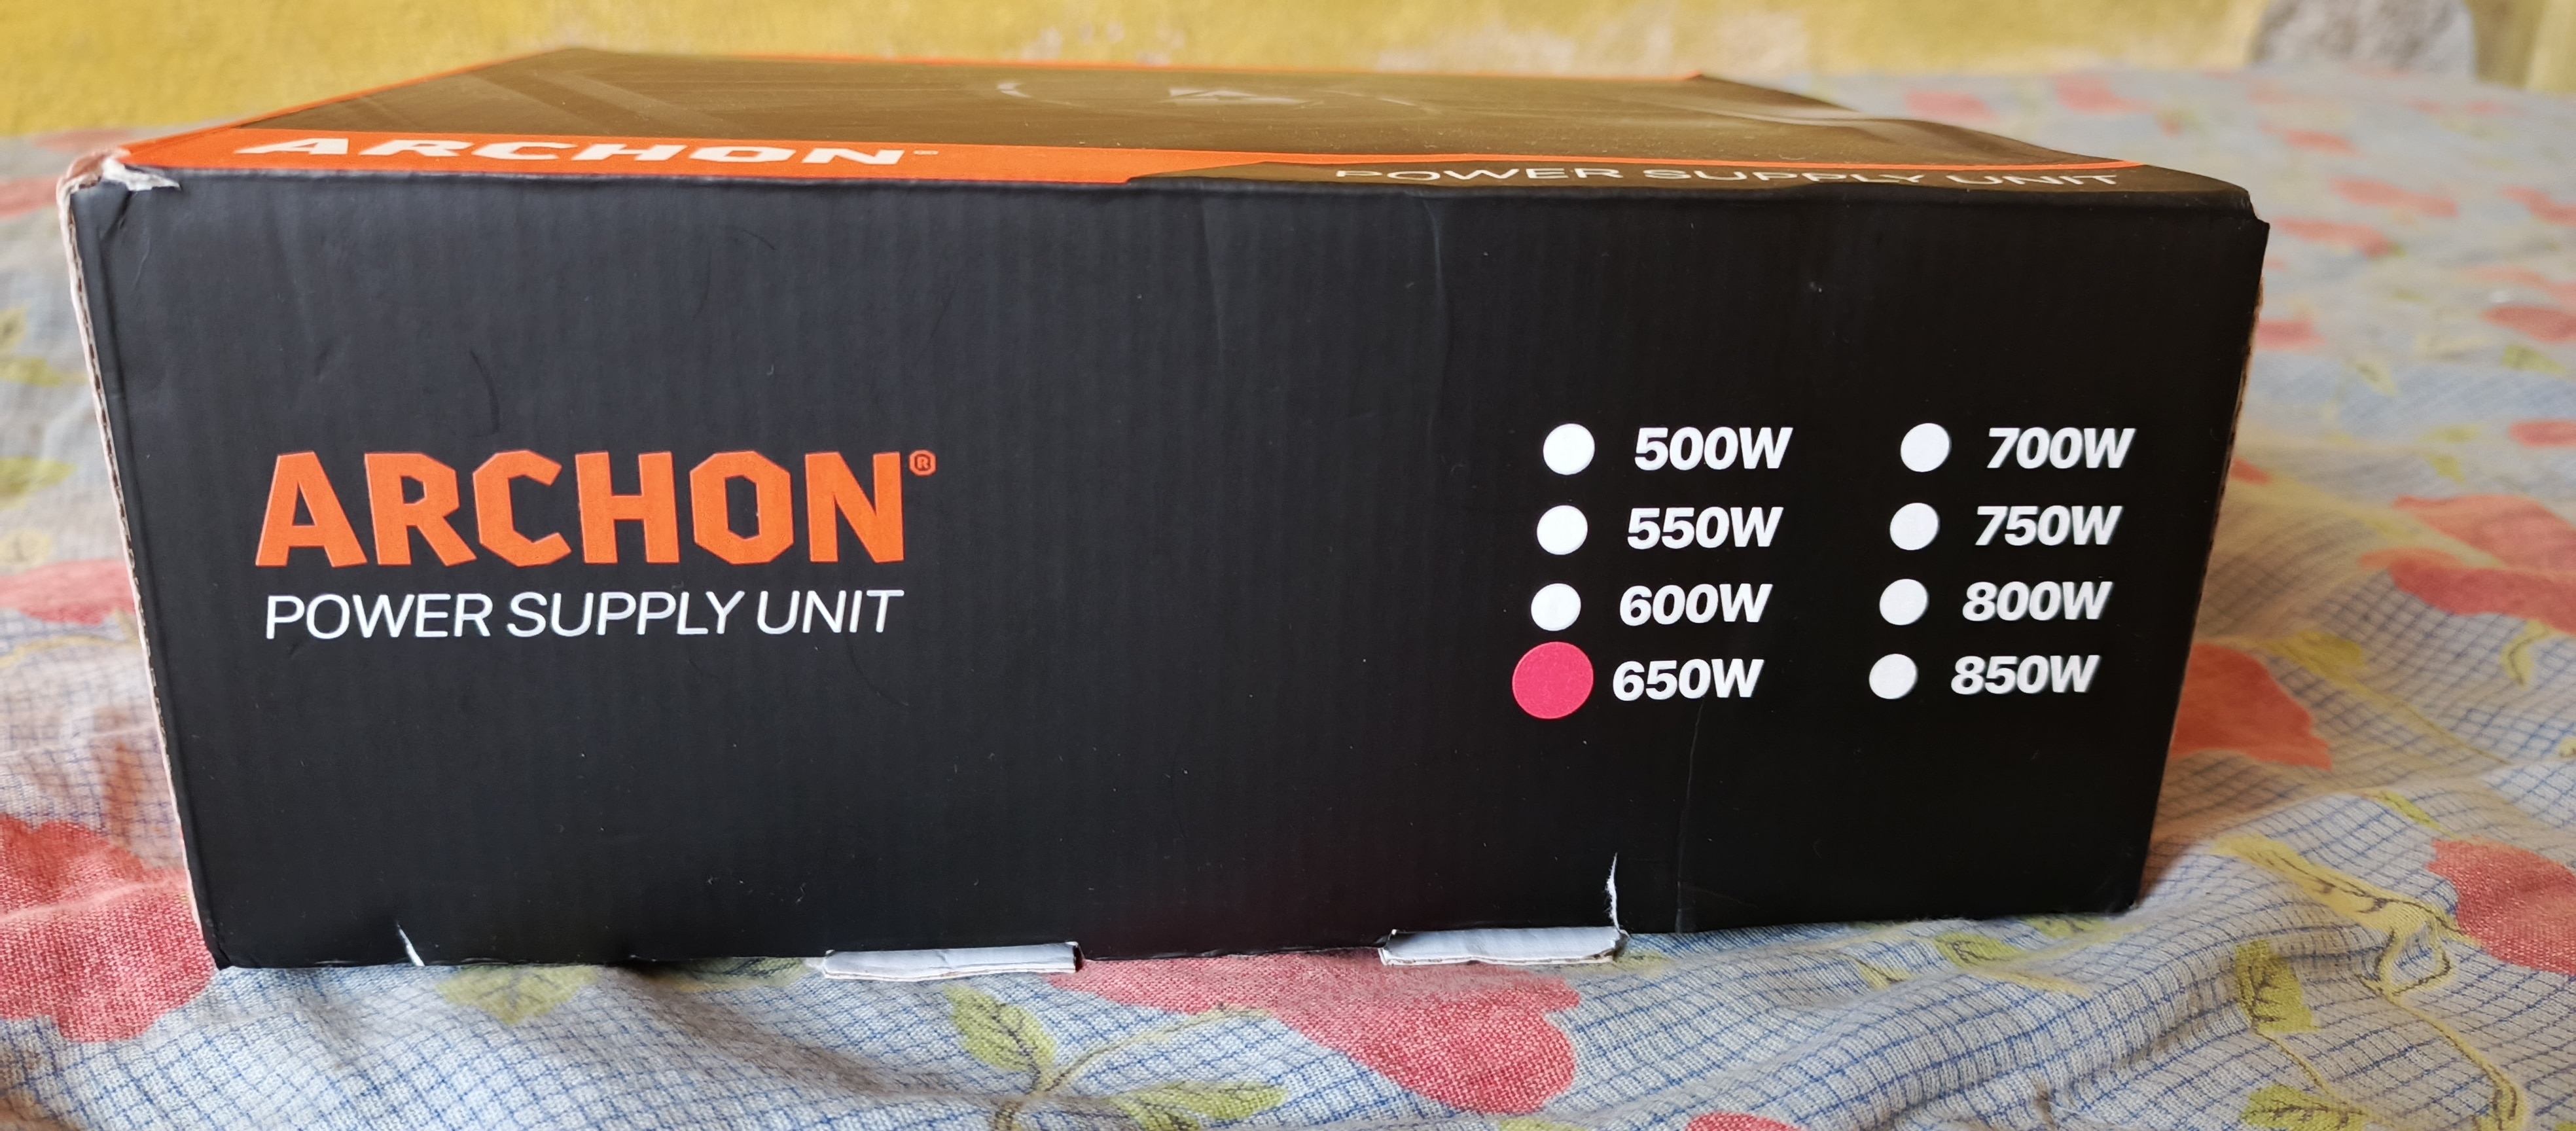 ARCHON
POWER SUPPLY UNIT
ARCHON®
POWER SUPPLY UNIT
500W
550W
600W
650W
700W
750W
800W
850W